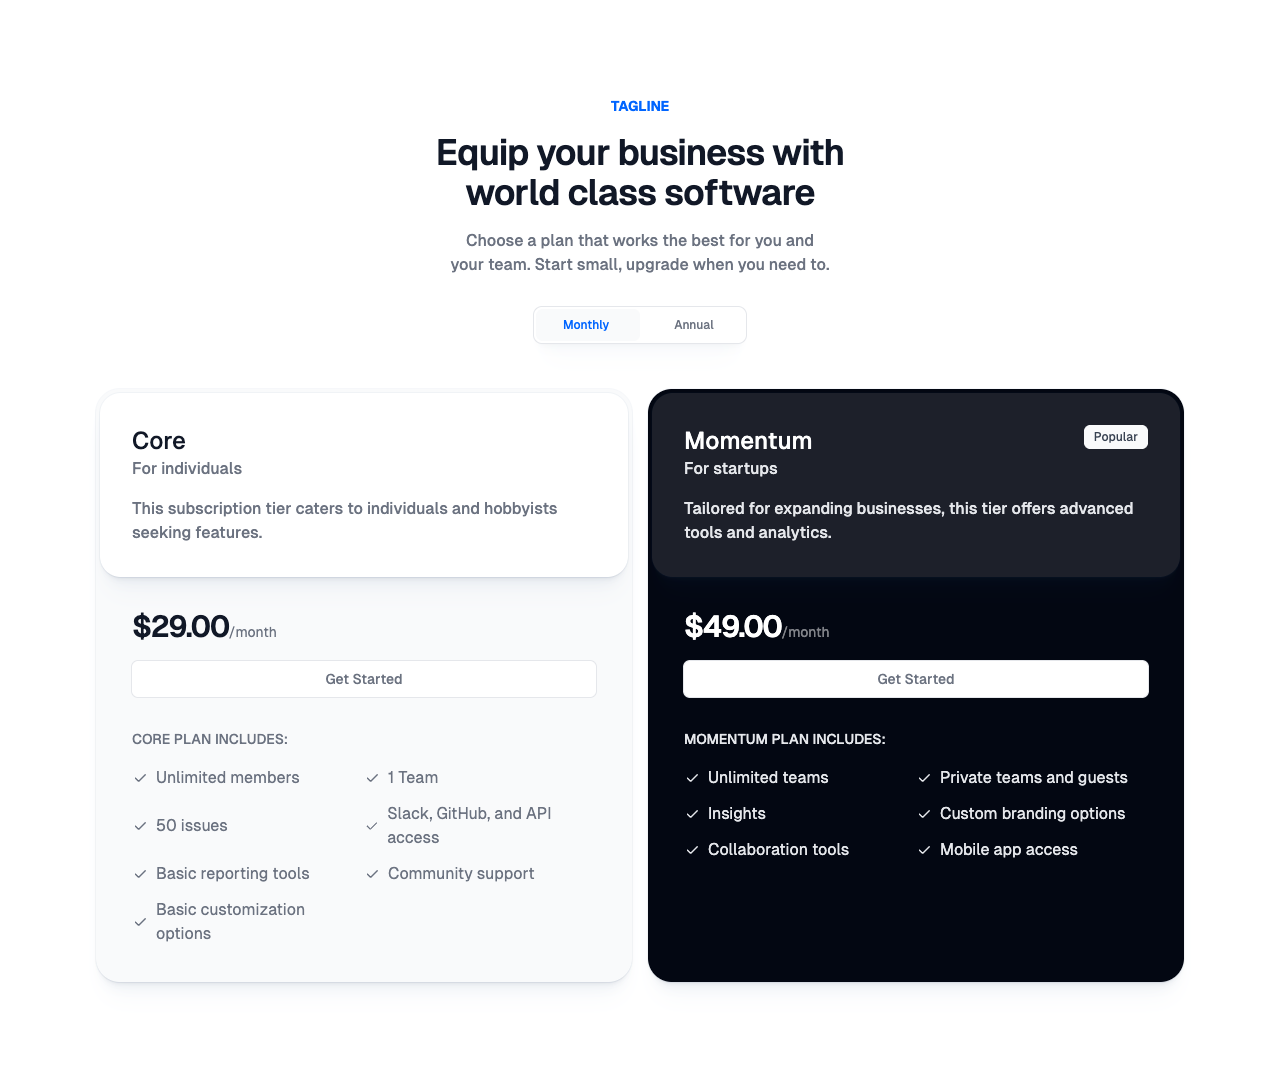 TAGLINE
Equip your business with
world class software
Choose a plan that works the best for you and
your team. Start small, upgrade when you need to.
Monthly
Annual
Core
For individuals
This subscription tier caters to individuals and hobbyists
seeking features.
$29.00/month
Get Started
CORE PLAN INCLUDES:
Unlimited members
1 Team
50 issues
Slack, GitHub, and API
access
Basic reporting tools
Community support
Basic customization
options
Momentum
Popular
For startups
Tailored for expanding businesses, this tier offers advanced
tools and analytics.
$49.00/month
Get Started
MOMENTUM PLAN INCLUDES:
Unlimited teams
Private teams and guests
Insights
Custom branding options
Collaboration tools
Mobile app access